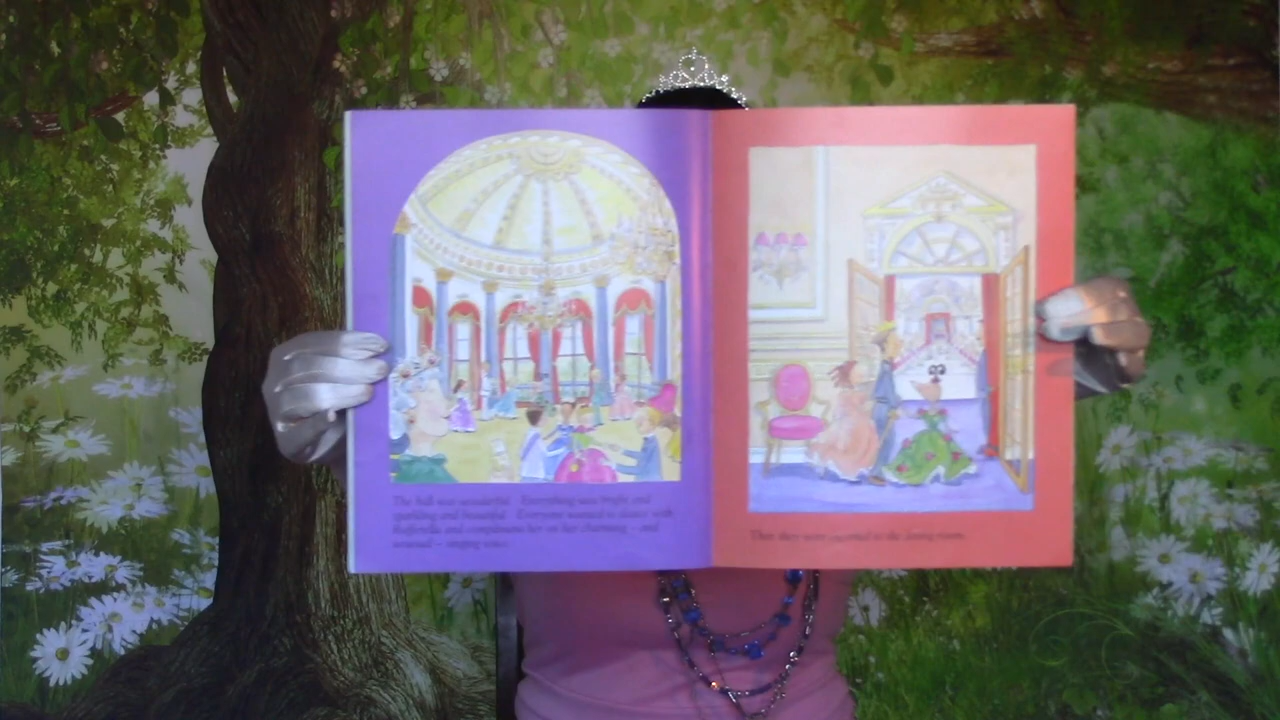 The ball was wonderful. Everything was bright and
sparkling and beautiful. Everyone wanted to dance with
and compliment her on her charming – and
unusual – singing voice.
Then they were escorted to the dining room.